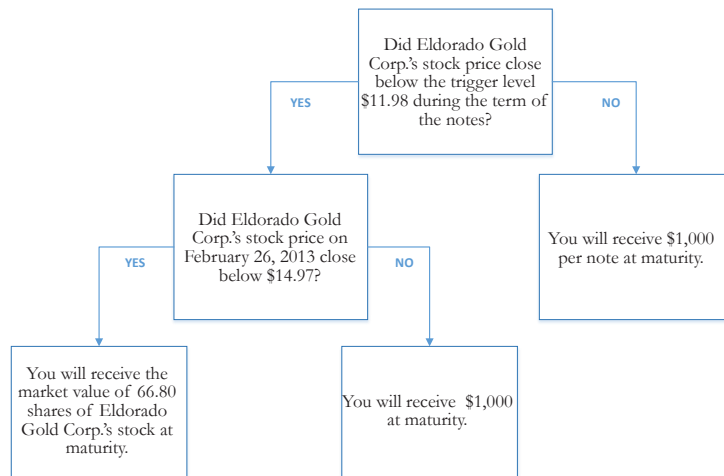 Did Eldorado Gold
Corp.'s stock price close
below the trigger level
$11.98 during the term of
the notes?
YES
NO
Did Eldorado Gold
Corp.'s stock price on
February 26, 2013 close
below $14.97?
You will receive $1,000
per note at maturity.
YES
NO
You will receive the
market value of 66.80
shares of Eldorado
Gold Corp.'s stock at
maturity.
You will receive $1,000
at maturity.